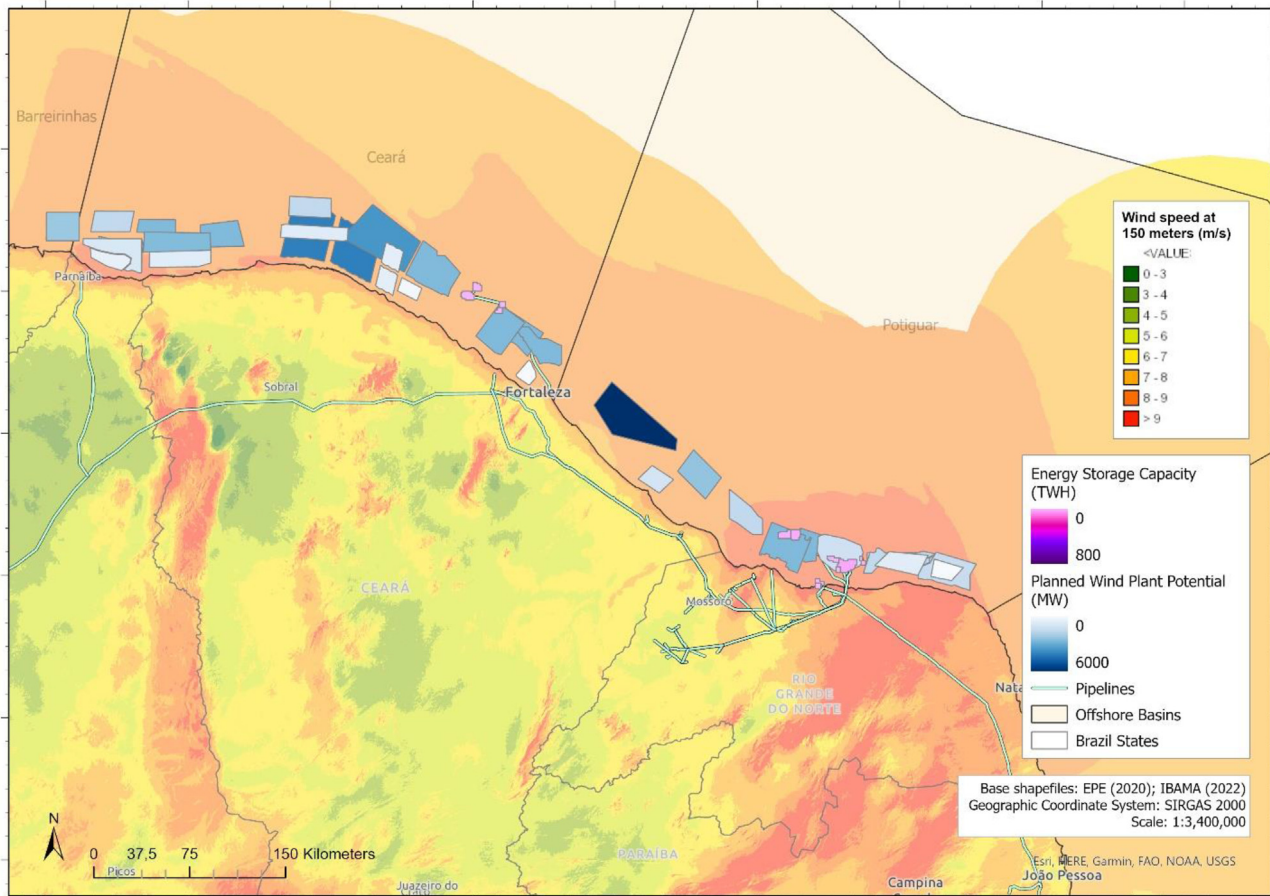 Barreirinhas
Ceará
Potiguar
Parnaíba
Sobral
Fortaleza
CEARÁ
Mossoró
RIO
GRANDE
DO NORTE
Nata
PARAÍBA
Picos
Juazeiro do
Campina
João Pessoa
Wind speed at
150 meters (m/s)
<VALUE>
0 - 3
3 - 4
4 - 5
5 - 6
6 - 7
7 - 8
8 - 9
> 9
Energy Storage Capacity
(TWH)
0
800
Planned Wind Plant Potential
(MW)
0
6000
Pipelines
Offshore Basins
Brazil States
Base shapefiles: EPE (2020); IBAMA (2022)
Geographic Coordinate System: SIRGAS 2000
Scale: 1:3,400,000
Esri, HERE, Garmin, FAO, NOAA, USGS
N
0 37,5 75 150 Kilometers